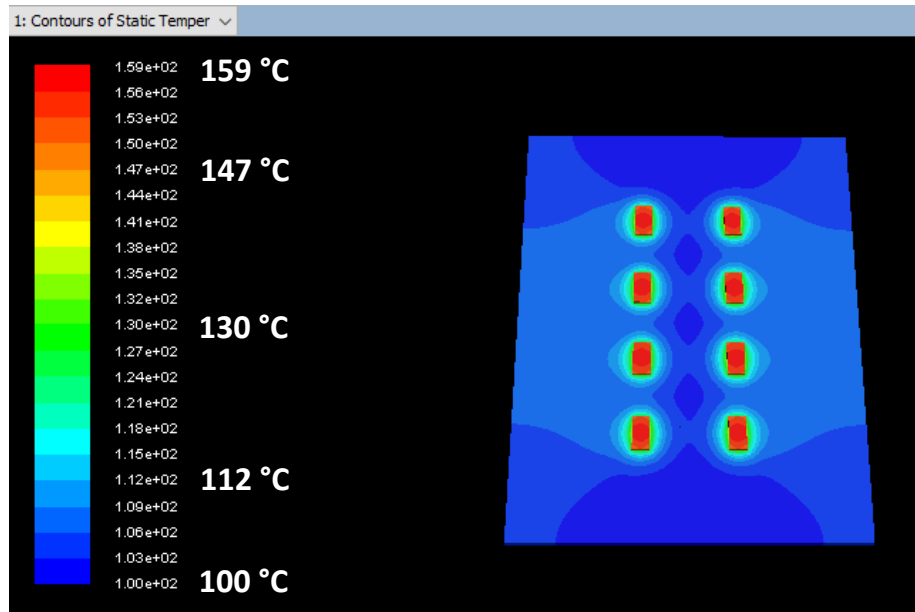 1: Contours of Static Temper
1.59e+02 159 °C
1.56e+02
1.53e+02
1.50e+02
1.47e+02 147 °C
1.44e+02
1.41e+02
1.38e+02
1.35e+02
1.32e+02
1.30e+02 130 °C
1.27e+02
1.24e+02
1.21e+02
1.18e+02
1.15e+02
1.12e+02 112 °C
1.09e+02
1.06e+02
1.03e+02
1.00e+02 100 °C